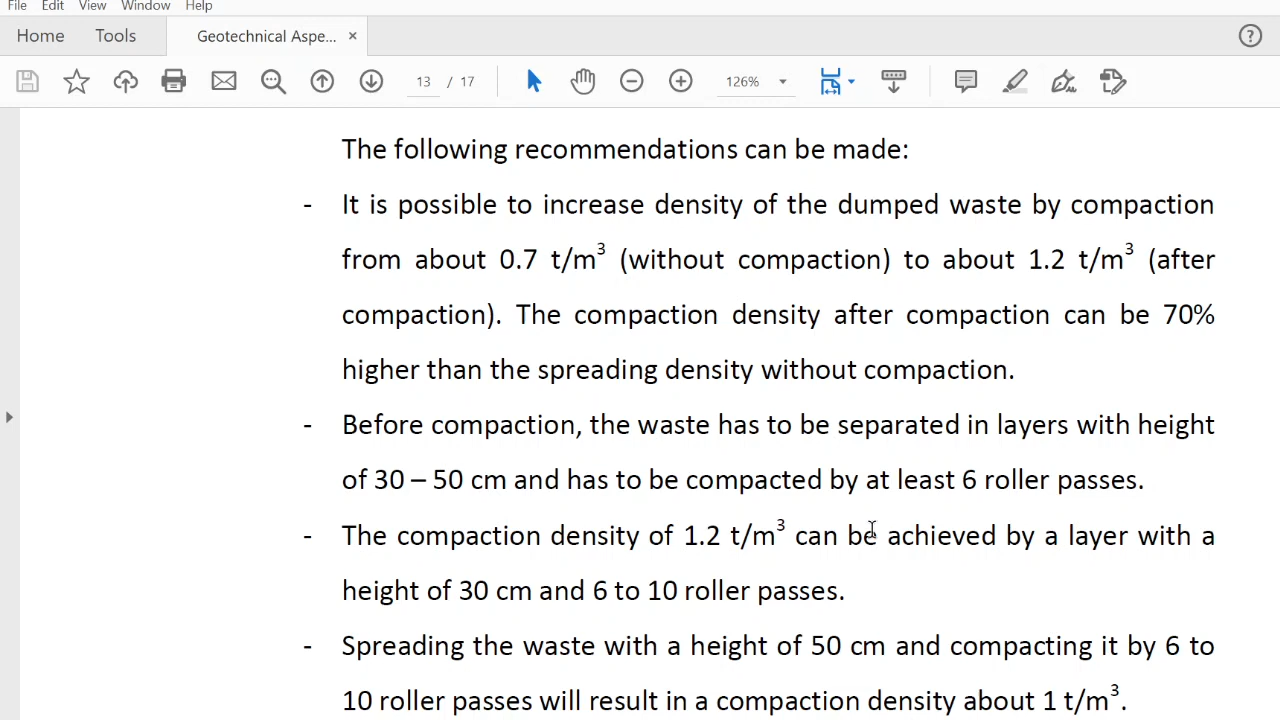 File Edit View Window Help
Home Tools Geotechnical Aspe... ×
13 / 17 126%
The following recommendations can be made:
- It is possible to increase density of the dumped waste by compaction
from about 0.7 t/m³ (without compaction) to about 1.2 t/m³ (after
compaction). The compaction density after compaction can be 70%
higher than the spreading density without compaction.
- Before compaction, the waste has to be separated in layers with height
of 30 – 50 cm and has to be compacted by at least 6 roller passes.
- The compaction density of 1.2 t/m³ can be achieved by a layer with a
height of 30 cm and 6 to 10 roller passes.
- Spreading the waste with a height of 50 cm and compacting it by 6 to
10 roller passes will result in a compaction density about 1 t/m³.